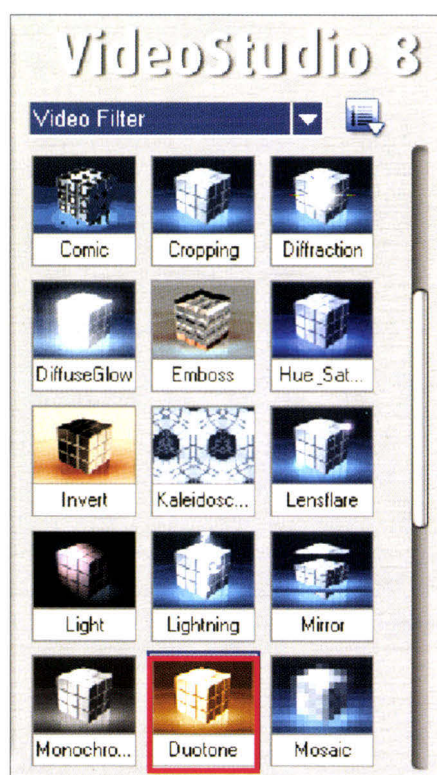 VideoStudio 8
Video Filter
Comic Cropping Diffraction
DiffuseGlow Emboss Hue_Sat...
Invert Kaleidosc... Lensflare
Light Lightning Mirror
Monochro... Duotone Mosaic